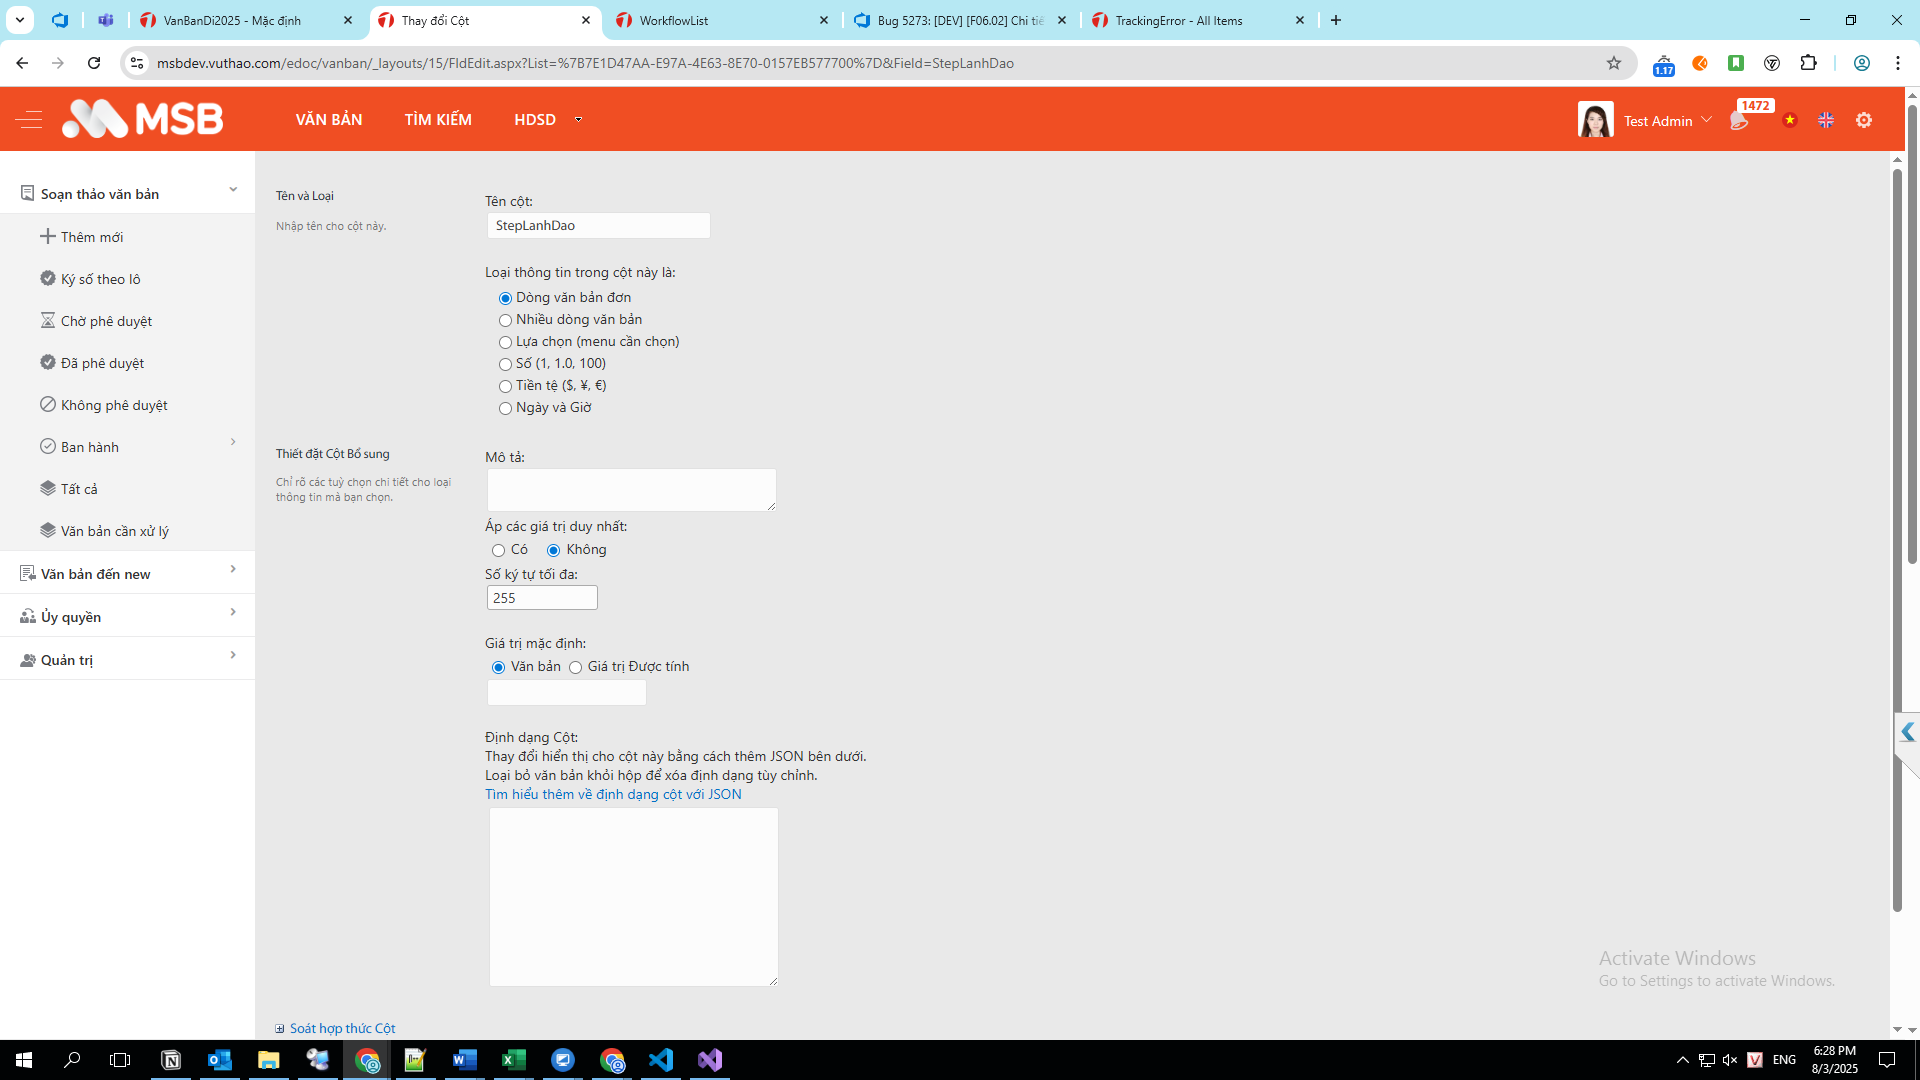 VanBanDi2025 - Mặc định
Thay đổi Cột
WorkflowList
Bug 5273: [DEV] [F06.02] Chi tiế
TrackingError - All Items
msbdev.vuthao.com/edoc/vanban/_layouts/15/FldEdit.aspx?List=%7B7E1D47AA-E97A-4E63-8E70-0157EB577700%7D&Field=StepLanhDao
1.17
MSB
VĂN BẢN
TÌM KIẾM
HDSD
Test Admin
1472
Soạn thảo văn bản
Thêm mới
Ký số theo lô
Chờ phê duyệt
Đã phê duyệt
Không phê duyệt
Ban hành
Tất cả
Văn bản cần xử lý
Văn bản đến new
Ủy quyền
Quản trị
Tên và Loại
Nhập tên cho cột này.
Tên cột:
StepLanhDao
Loại thông tin trong cột này là:
Dòng văn bản đơn
Nhiều dòng văn bản
Lựa chọn (menu cần chọn)
Số (1, 1.0, 100)
Tiền tệ ($, ¥, €)
Ngày và Giờ
Thiết đặt Cột Bổ sung
Chỉ rõ các tuỳ chọn chi tiết cho loại
thông tin mà bạn chọn.
Mô tả:
Áp các giá trị duy nhất:
Có
Không
Số ký tự tối đa:
255
Giá trị mặc định:
Văn bản
Giá trị Được tính
Định dạng Cột:
Thay đổi hiển thị cho cột này bằng cách thêm JSON bên dưới.
Loại bỏ văn bản khỏi hộp để xóa định dạng tùy chỉnh.
Tìm hiểu thêm về định dạng cột với JSON
Soát hợp thức Cột
Activate Windows
Go to Settings to activate Windows.
ENG
6:28 PM
8/3/2025